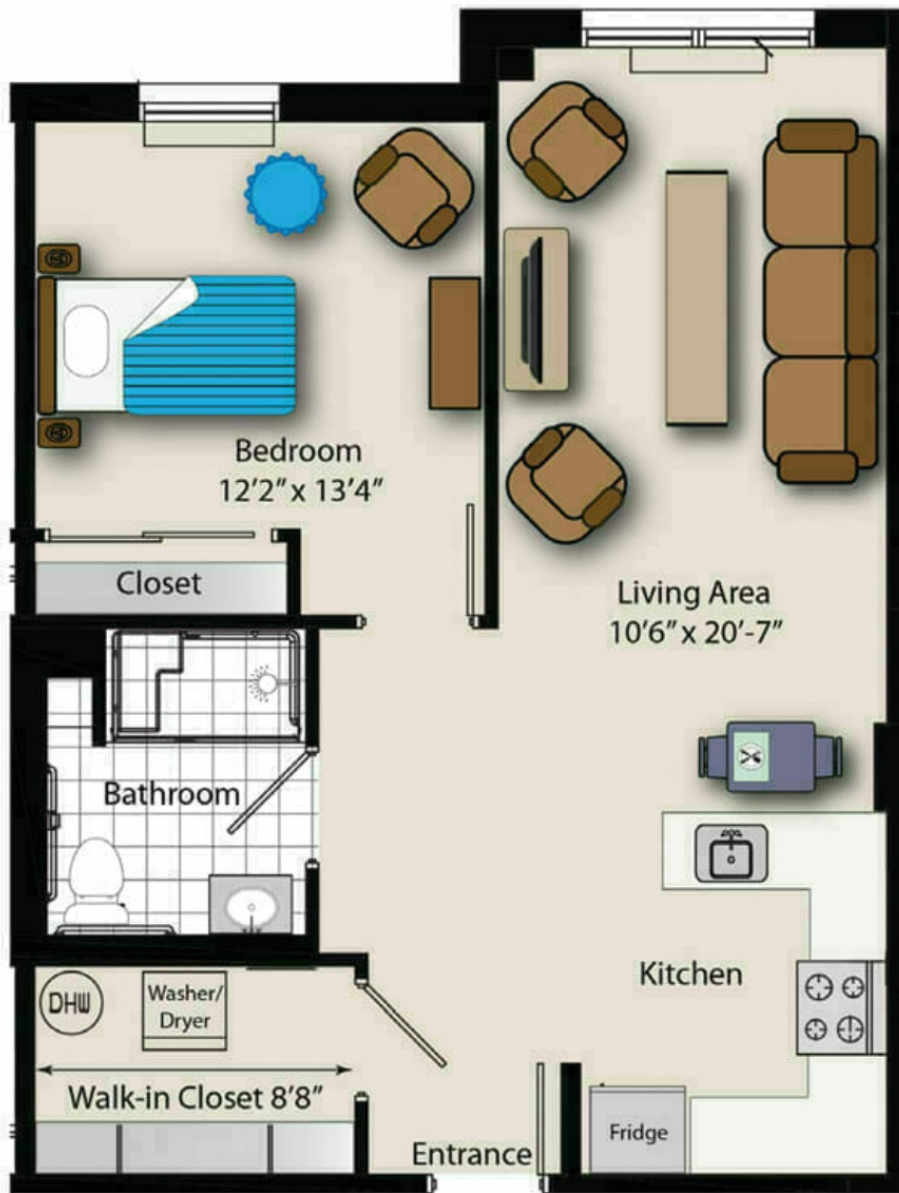 Bedroom
12'2" x 13'4"
Closet
Living Area
10'6" x 20'-7"
Bathroom
Kitchen
DHW
Washer/
Dryer
Walk-in Closet 8'8"
Entrance
Fridge